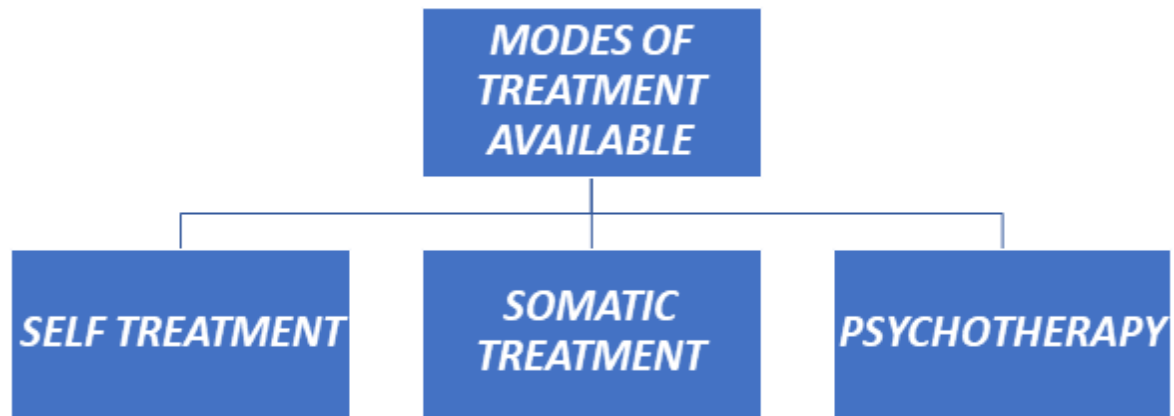 MODES OF
TREATMENT
AVAILABLE
SELF TREATMENT
SOMATIC
TREATMENT
PSYCHOTHERAPY